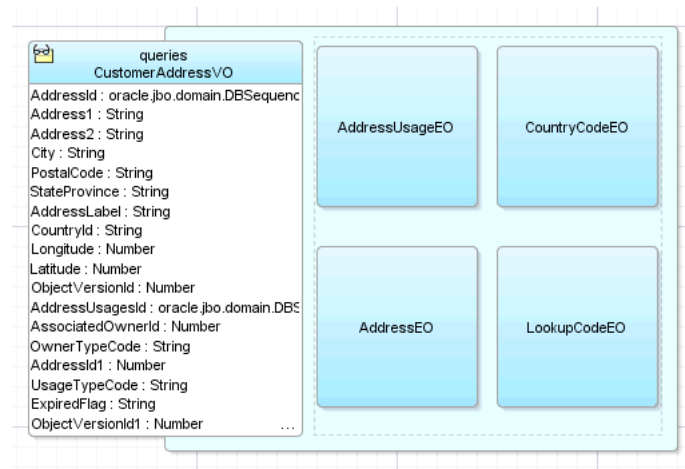 queries
CustomerAddressVO
AddressId : oracle.jbo.domain.DBSequenc
Address1 : String
Address2 : String
City : String
PostalCode : String
StateProvince : String
AddressLabel : String
CountryId : String
Longitude : Number
Latitude : Number
ObjectVersionId : Number
AddressUsagesId : oracle.jbo.domain.DBS
AssociatedOwnerId : Number
OwnerTypeCode : String
AddressId1 : Number
UsageTypeCode : String
ExpiredFlag : String
ObjectVersionId1 : Number ...
AddressUsageEO
CountryCodeEO
AddressEO
LookupCodeEO